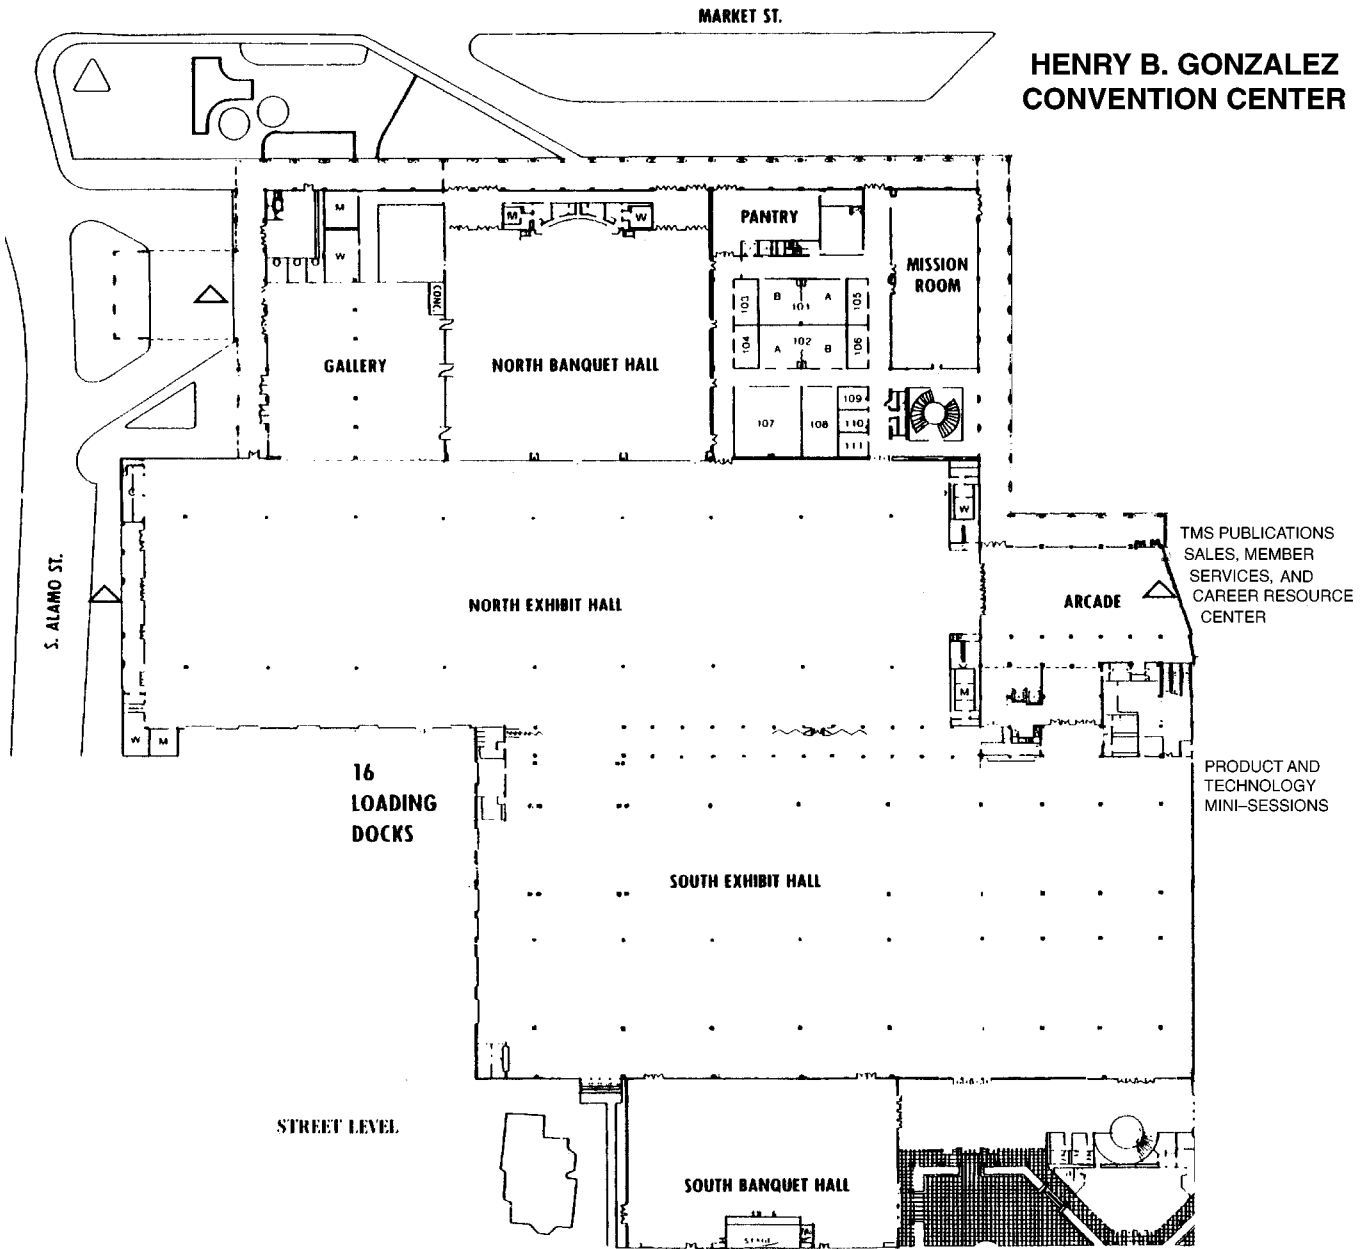 MARKET ST.
HENRY B. GONZALEZ
CONVENTION CENTER
M
W
M
W
PANTRY
MISSION
ROOM
CONC.
103
B
101
A
105
104
A
102
B
106
GALLERY
NORTH BANQUET HALL
107
108
109
110
111
W
S. ALAMO ST.
NORTH EXHIBIT HALL
ARCADE
TMS PUBLICATIONS
SALES, MEMBER
SERVICES, AND
CAREER RESOURCE
CENTER
M
W
M
16
LOADING
DOCKS
PRODUCT AND
TECHNOLOGY
MINI–SESSIONS
SOUTH EXHIBIT HALL
STREET LEVEL
SOUTH BANQUET HALL
STAGE